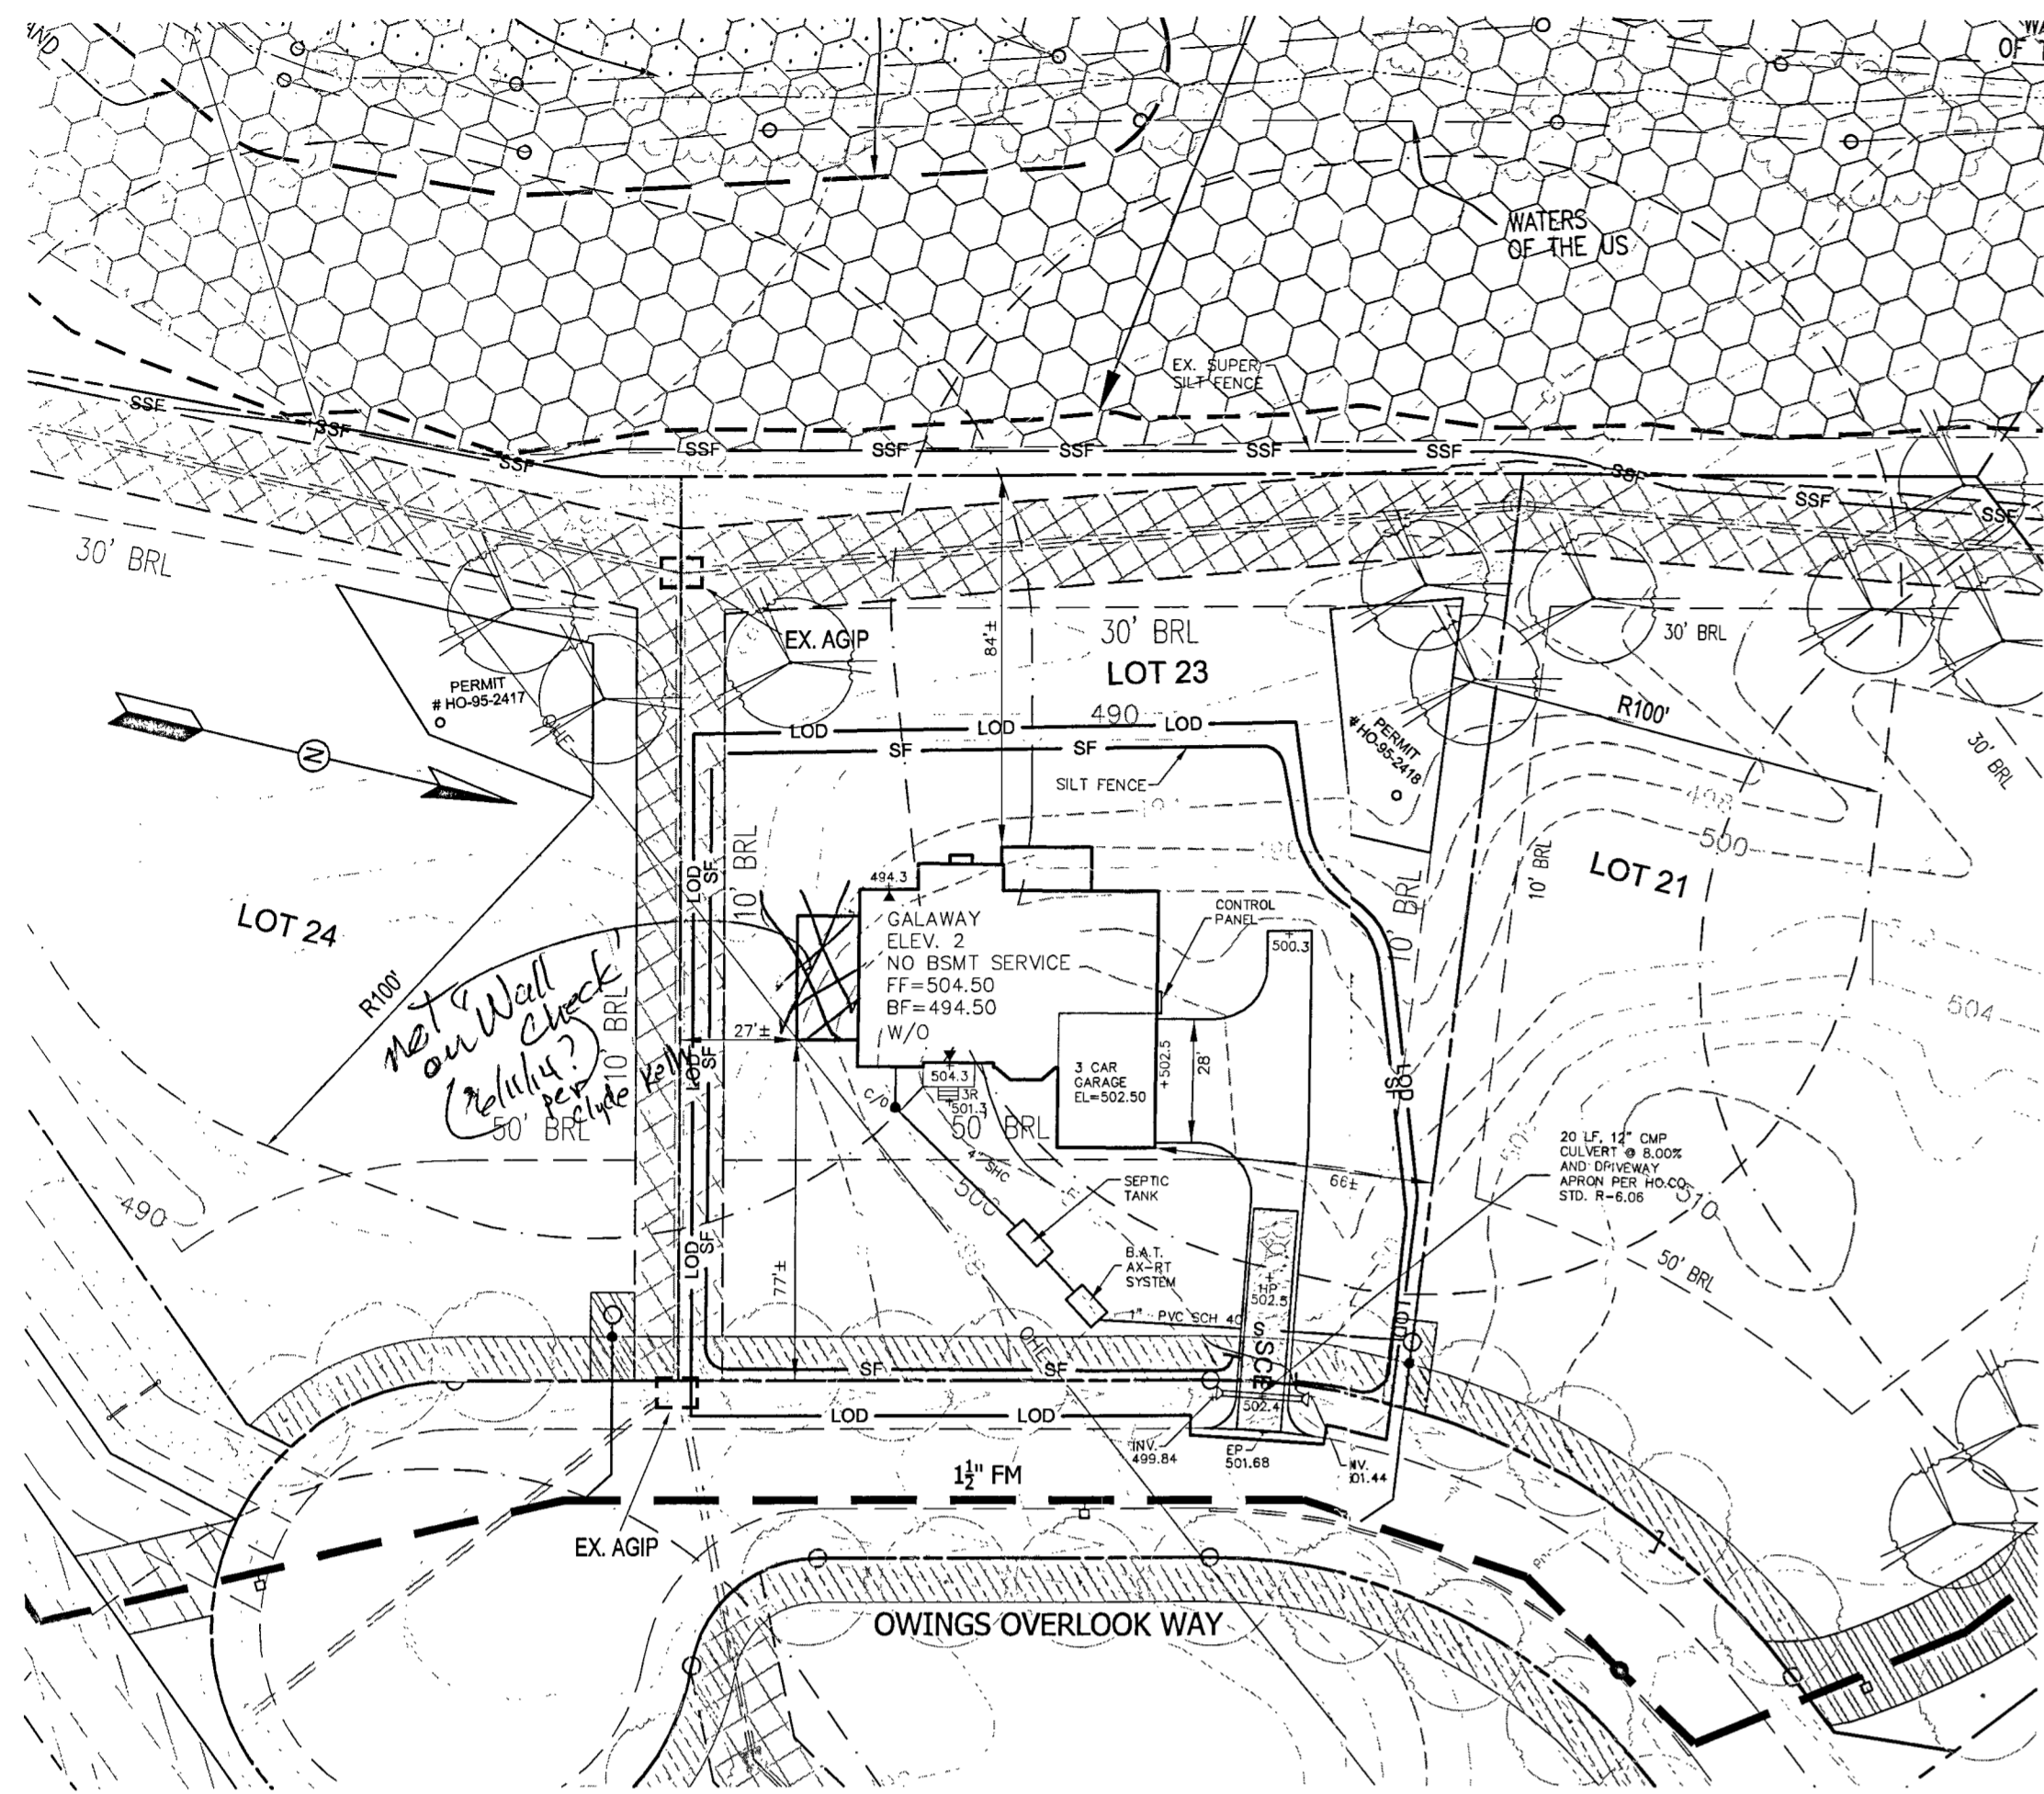 WATERS
OF THE US
EX. SUPER
SILT FENCE
SSF
SSF
SSF
SSF
SSF
SSF
SSF
SSF
SSF
SSF
SSF
30' BRL
EX. AGIP
84'±
30' BRL
LOT 23
490
30' BRL
PERMIT
# HO-95-2417
PERMIT
# HO-95-2418
R100'
30' BRL
N
LOD
LOD
LOD
SF
SF
SILT FENCE
498
500
LOT 21
10' BRL
10' BRL
10' BRL
LOD
SF
LOT 24
R100'
494.3
GALAWAY
ELEV. 2
NO BSMT SERVICE
FF=504.50
BF=494.50
W/O
CONTROL
PANEL
500.3
504
not on Wall
Check
per
Clyde
10' BRL
27'±
LOD
SF
504.3
3R
501.3
C/O
3 CAR
GARAGE
EL=502.50
+502.5
28'
SF
LOD
50' BRL
50' BRL
4" SHC
500
SEPTIC
TANK
66±
20 LF. 12" CMP
CULVERT @ 8.00%
AND DRIVEWAY
APRON PER HO.CO.
STD. R-6.06
510
490
50' BRL
LOD
SF
77'±
498
B.A.T.
AX-RT
SYSTEM
HP
502.5
1" PVC SCH 40
OHE
SF
SF
SSCE
502.4
LOD
LOD
INV.
499.84
EP
501.68
1½" FM
EX. AGIP
OWINGS OVERLOOK WAY